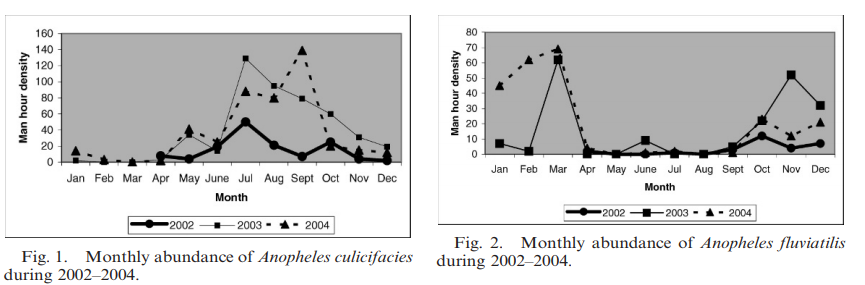 160
140
120
100
80
60
40
20
0
Man hour density
Jan Feb Mar Apr May June Jul Aug Sept Oct Nov Dec
Month
2002 2003 2004
Fig. 1. Monthly abundance of Anopheles culicifacies
during 2002–2004.
80
70
60
50
40
30
20
10
0
Man hour density
Jan Feb Mar Apr May June Jul Aug Sept Oct Nov Dec
Month
2002 2003 2004
Fig. 2. Monthly abundance of Anopheles fluviatilis
during 2002–2004.